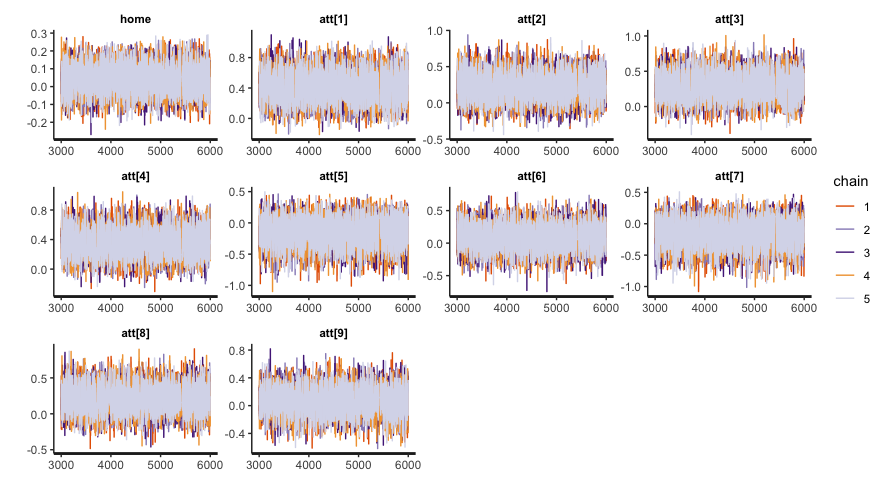 home att[1] att[2] att[3]
0.3 0.2 0.1 0.0 -0.1 -0.2
0.8 0.4 0.0
1.0 0.5 0.0 -0.5
1.0 0.5 0.0
3000 4000 5000 6000 3000 4000 5000 6000 3000 4000 5000 6000 3000 4000 5000 6000
att[4] att[5] att[6] att[7]
0.8 0.4 0.0
0.5 0.0 -0.5 -1.0
0.5 0.0 -0.5
0.5 0.0 -0.5 -1.0
3000 4000 5000 6000 3000 4000 5000 6000 3000 4000 5000 6000 3000 4000 5000 6000
att[8] att[9]
0.5 0.0 -0.5
0.8 0.4 0.0 -0.4
3000 4000 5000 6000 3000 4000 5000 6000
chain
1
2
3
4
5